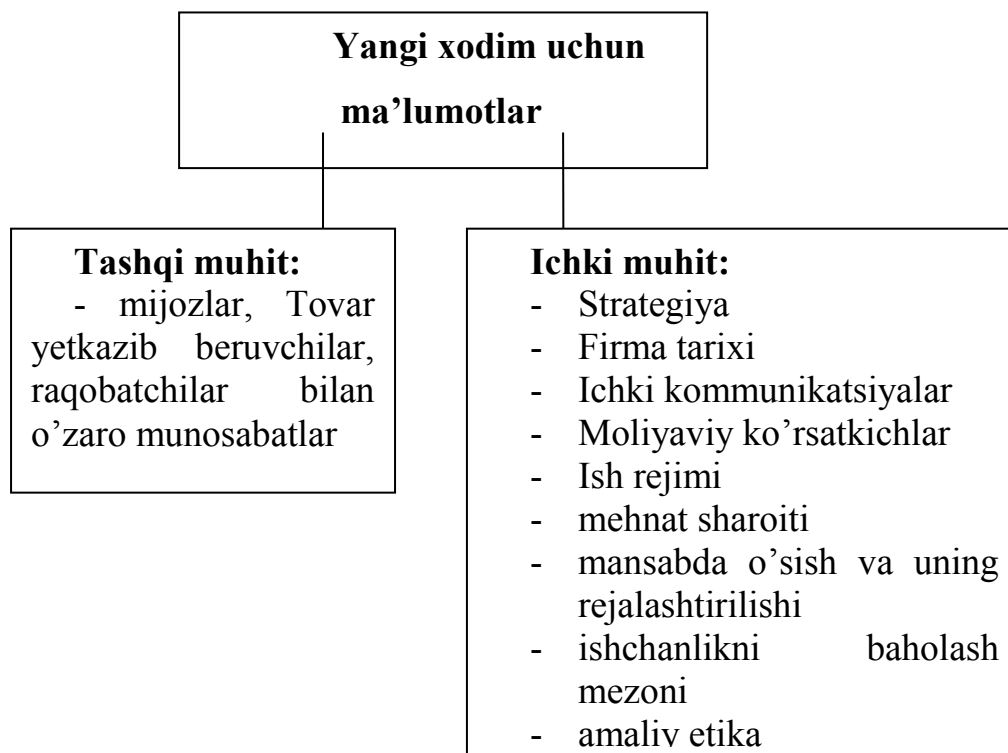 Yangi xodim uchun
ma’lumotlar
Tashqi muhit:
- mijozlar, Tovar
yetkazib beruvchilar,
raqobatchilar bilan
o’zaro munosabatlar
Ichki muhit:
- Strategiya
- Firma tarixi
- Ichki kommunikatsiyalar
- Moliyaviy ko’rsatkichlar
- Ish rejimi
- mehnat sharoiti
- mansabda o’sish va uning
rejalashtirilishi
- ishchanlikni baholash
mezoni
- amaliy etika